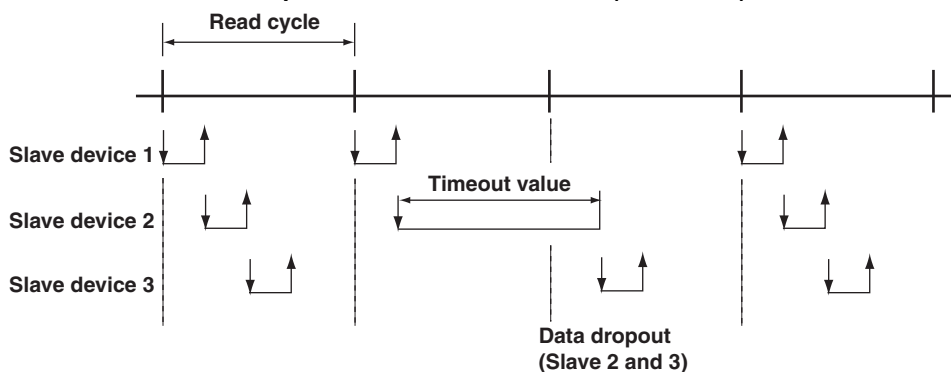 Read cycle
Slave device 1
Timeout value
Slave device 2
Slave device 3
Data dropout
(Slave 2 and 3)